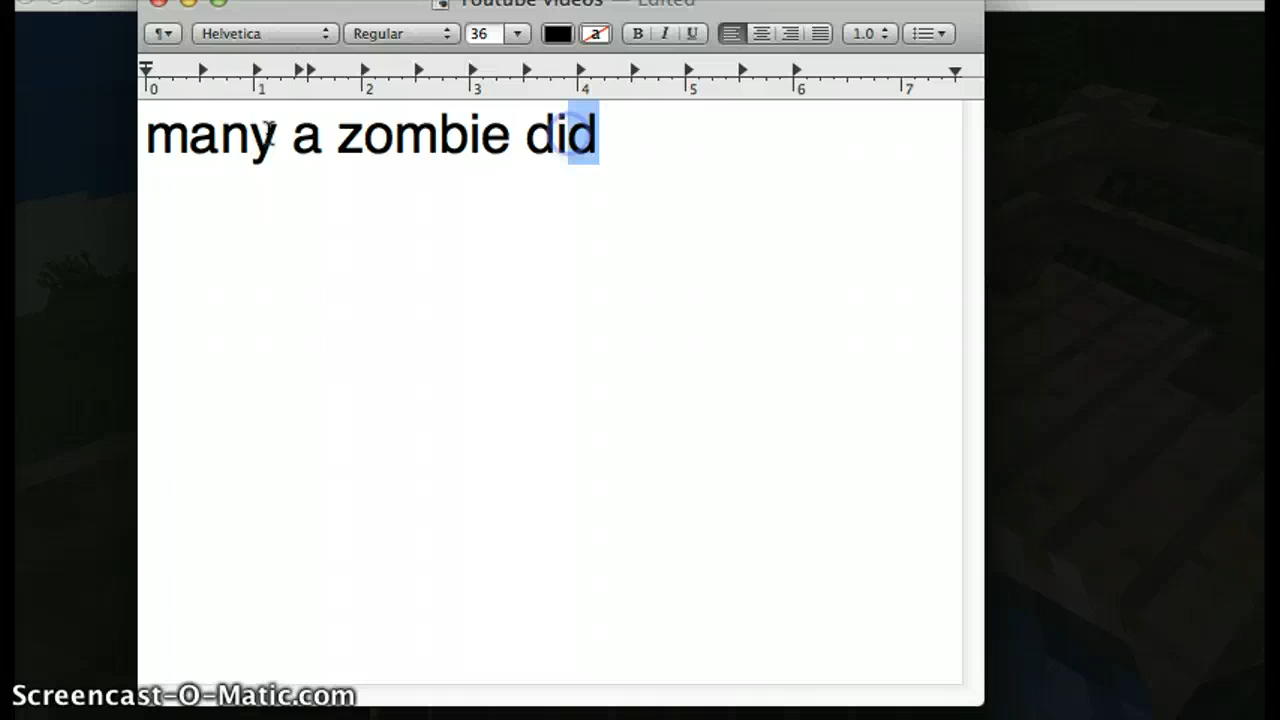 Youtube videos — Edited
Helvetica Regular 36 a B I U 1.0
0 1 2 3 4 5 6 7
many a zombie did
Screencast-O-Matic.com